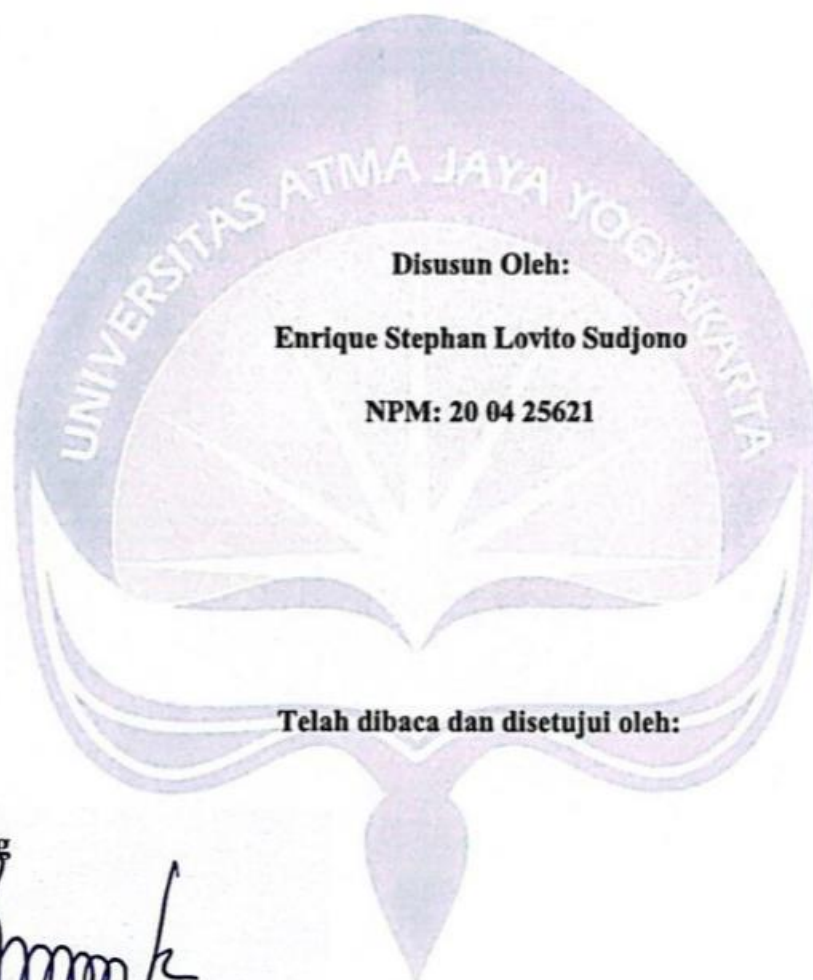 UNIVERSITAS ATMA JAYA YOGYAKARTA
Disusun Oleh:
Enrique Stephan Lovito Sudjono
NPM: 20 04 25621
Telah dibaca dan disetujui oleh: